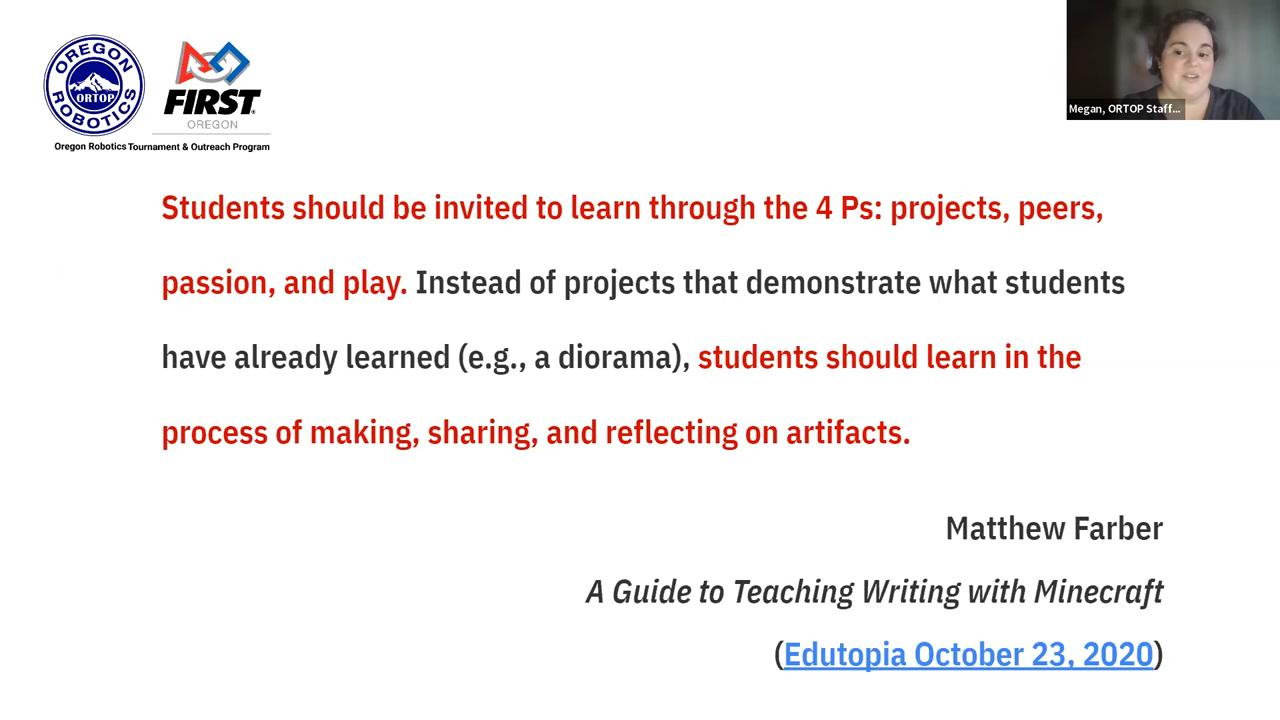 OREGON
ORTOP
ROBOTICS
FIRST
OREGON
Oregon Robotics Tournament & Outreach Program
Megan, ORTOP Staff...
Students should be invited to learn through the 4 Ps: projects, peers,
passion, and play. Instead of projects that demonstrate what students
have already learned (e.g., a diorama), students should learn in the
process of making, sharing, and reflecting on artifacts.
Matthew Farber
A Guide to Teaching Writing with Minecraft
(Edutopia October 23, 2020)